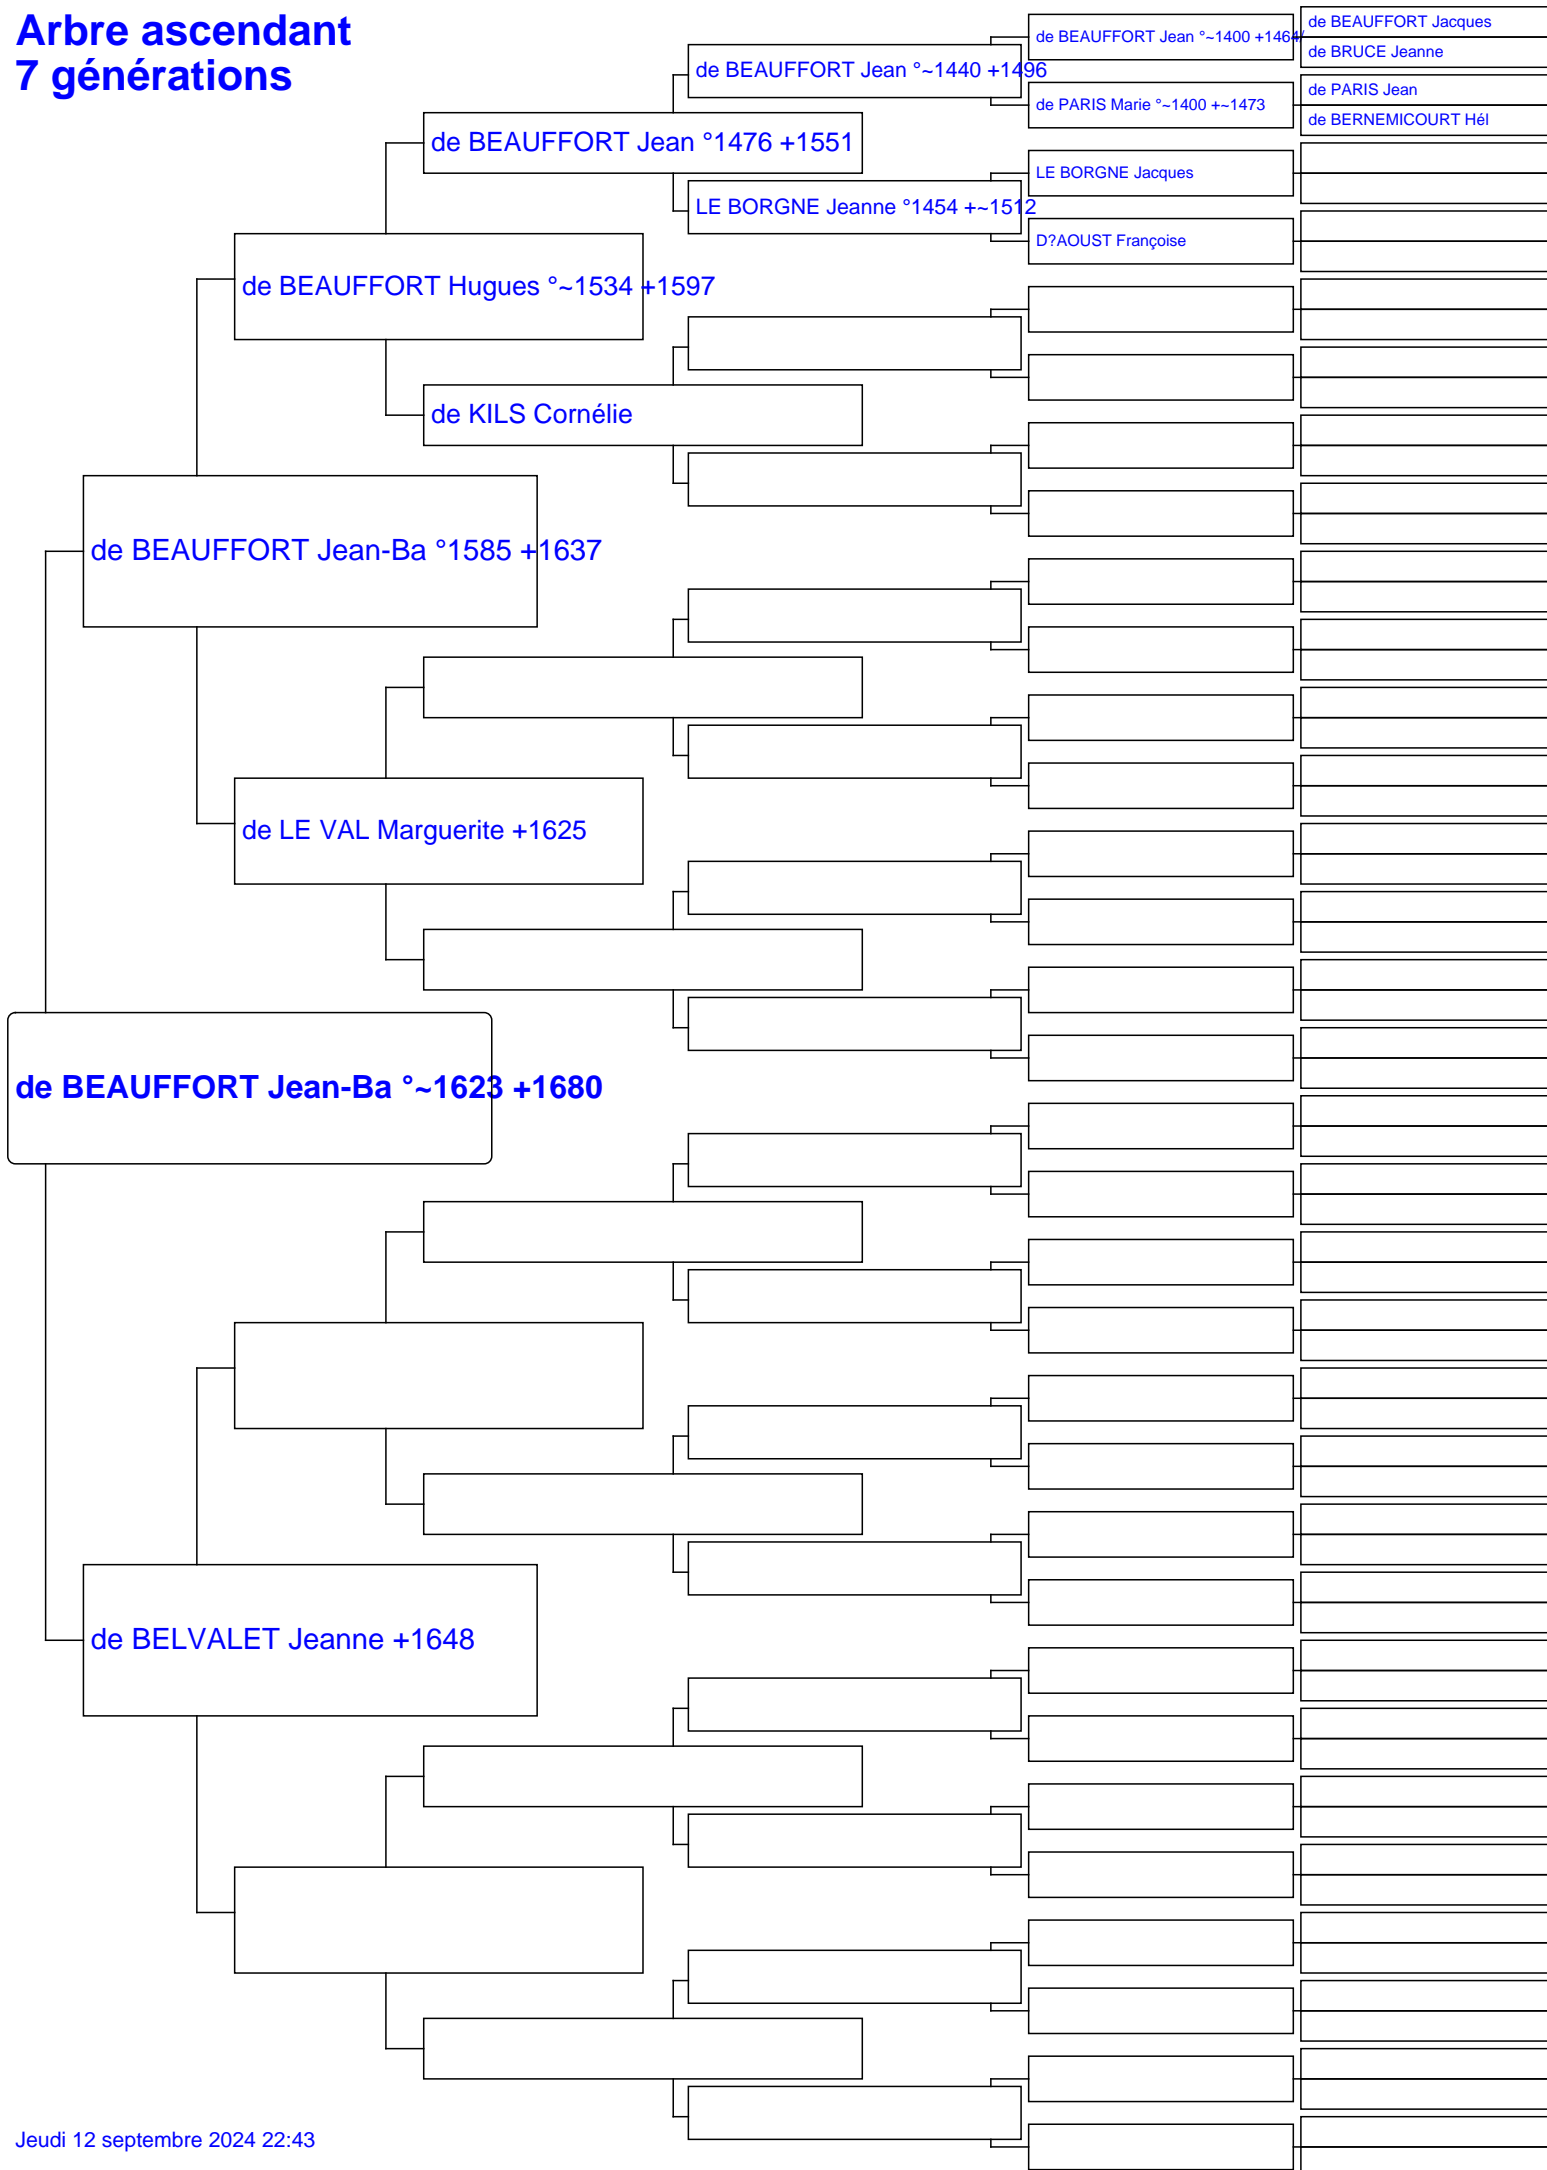 Arbre ascendant
7 générations
de BEAUFFORT Jacques
de BEAUFFORT Jean °~1400 +1464/
de BRUCE Jeanne
de BEAUFFORT Jean °~1440 +1496
de PARIS Jean
de PARIS Marie °~1400 +~1473
de BERNEMICOURT Hél
de BEAUFFORT Jean °1476 +1551
LE BORGNE Jacques
LE BORGNE Jeanne °1454 +~1512
D?AOUST Françoise
de BEAUFFORT Hugues °~1534 +1597
de KILS Cornélie
de BEAUFFORT Jean-Ba °1585 +1637
de LE VAL Marguerite +1625
de BEAUFFORT Jean-Ba °~1623 +1680
de BELVALET Jeanne +1648
Jeudi 12 septembre 2024 22:43